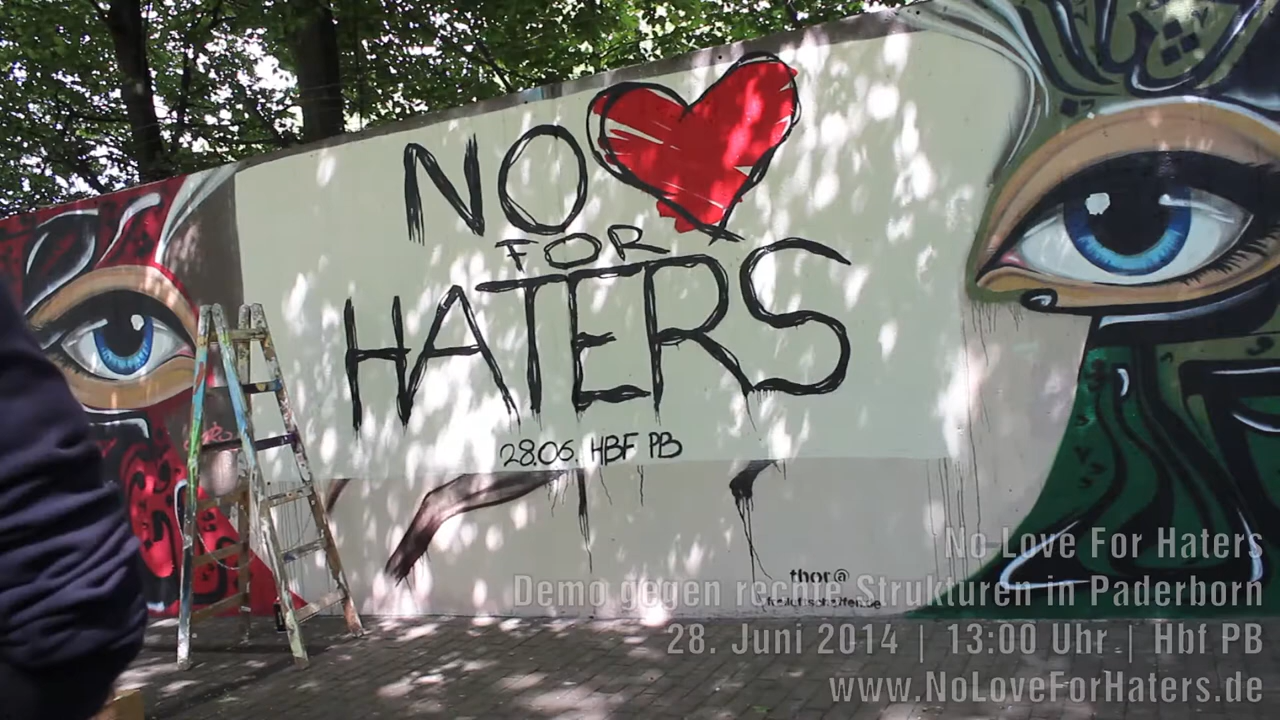 NO
FOR
HATERS
28.06. HBF PB
thor@
No Love For Haters
Demo gegen rechte Strukturen in Paderborn
28. Juni 2014 | 13:00 Uhr | Hbf PB
www.NoLoveForHaters.de